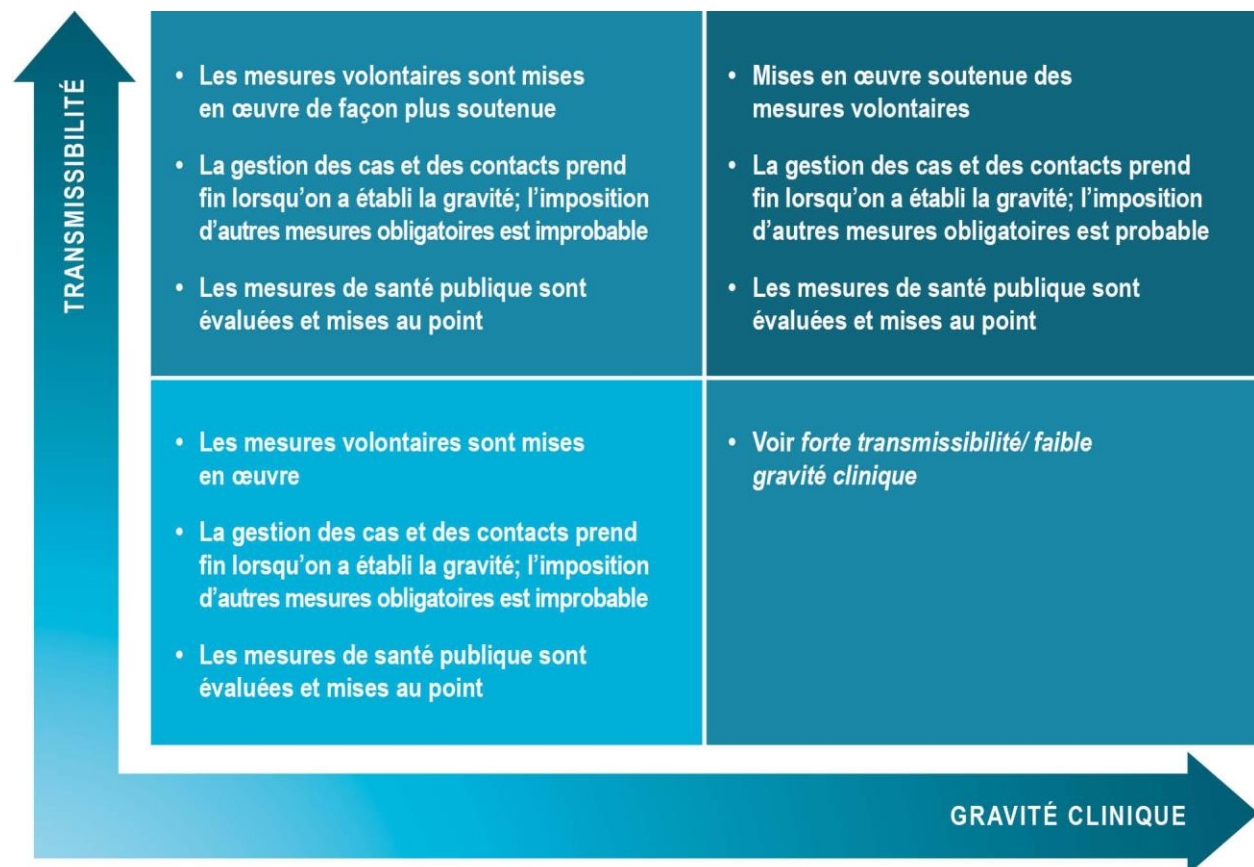 TRANSMISSIBILITÉ
• Les mesures volontaires sont mises
en œuvre de façon plus soutenue
• La gestion des cas et des contacts prend
fin lorsqu’on a établi la gravité; l’imposition
d’autres mesures obligatoires est improbable
• Les mesures de santé publique sont
évaluées et mises au point
• Mises en œuvre soutenue des
mesures volontaires
• La gestion des cas et des contacts prend
fin lorsqu’on a établi la gravité; l’imposition
d’autres mesures obligatoires est probable
• Les mesures de santé publique sont
évaluées et mises au point
• Les mesures volontaires sont mises
en œuvre
• La gestion des cas et des contacts prend
fin lorsqu’on a établi la gravité; l’imposition
d’autres mesures obligatoires est improbable
• Les mesures de santé publique sont
évaluées et mises au point
• Voir forte transmissibilité/ faible
gravité clinique
GRAVITÉ CLINIQUE